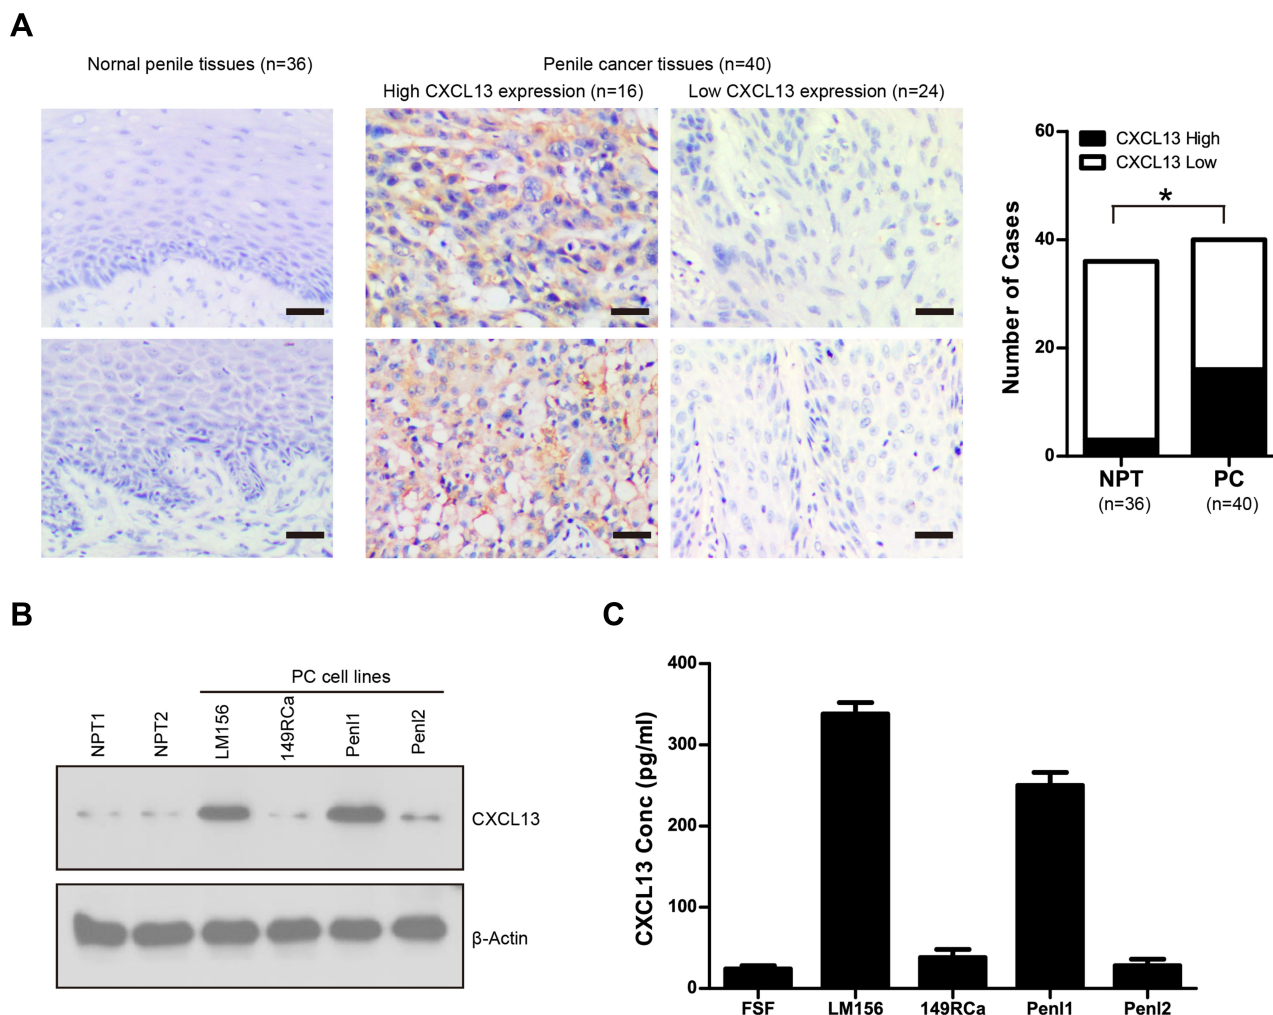 A
Nornal penile tissues (n=36)
Penile cancer tissues (n=40)
High CXCL13 expression (n=16)
Low CXCL13 expression (n=24)
60
40
20
0
Number of Cases
CXCL13 High
CXCL13 Low
*
NPT
PC
(n=36)
(n=40)
B
PC cell lines
NPT1
NPT2
LM156
149RCa
Penl1
Penl2
CXCL13
β-Actin
C
400
300
200
100
0
CXCL13 Conc (pg/ml)
FSF
LM156
149RCa
Penl1
Penl2